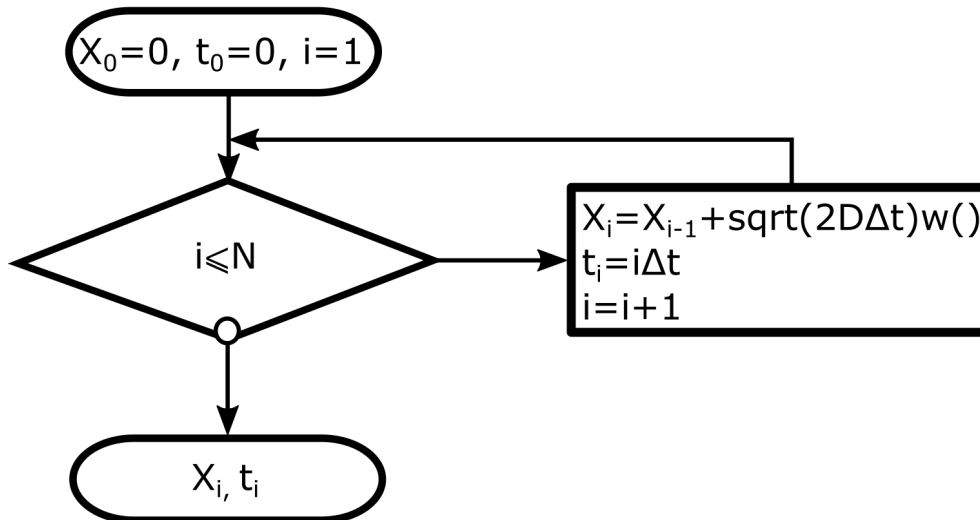 X₀=0, t₀=0, i=1
i⩽N
Xᵢ=Xᵢ₋₁+sqrt(2DΔt)w()
tᵢ=iΔt
i=i+1
Xᵢ, tᵢ